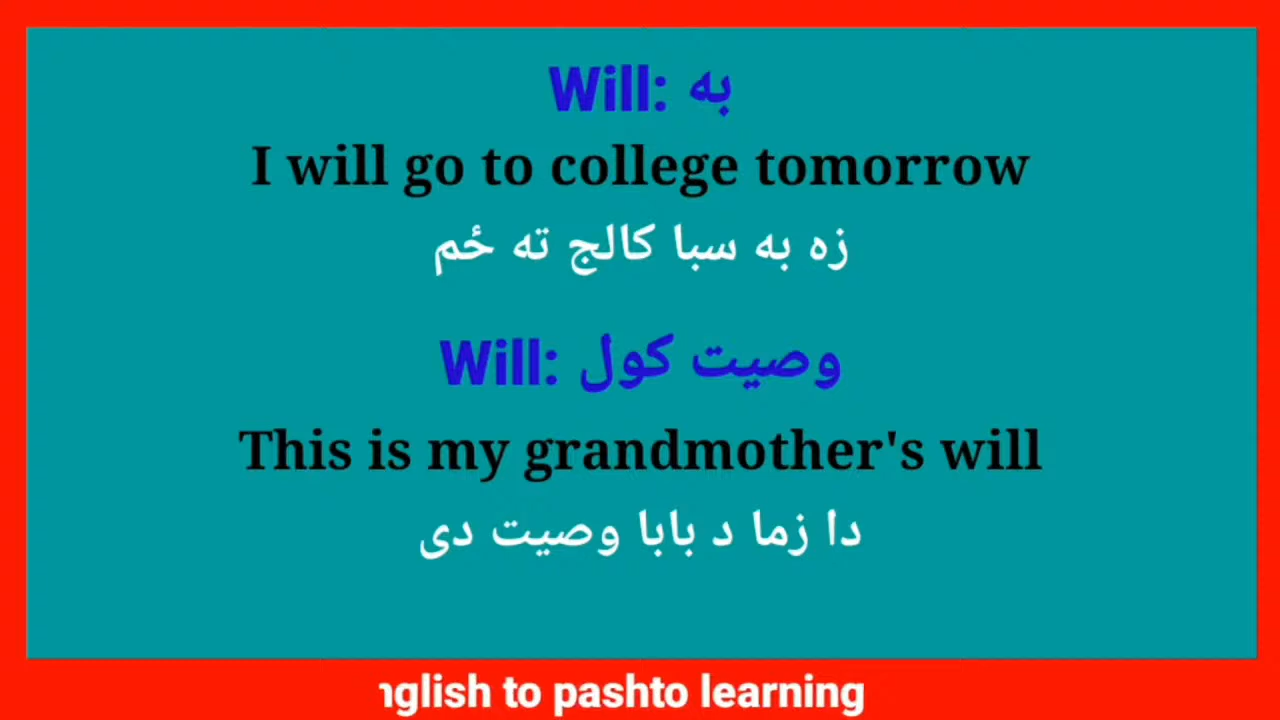 Will: به
I will go to college tomorrow
زه به سبا کالج ته ځم
Will: وصیت کول
This is my grandmother's will
دا زما د بابا وصیت دی
nglish to pashto learning